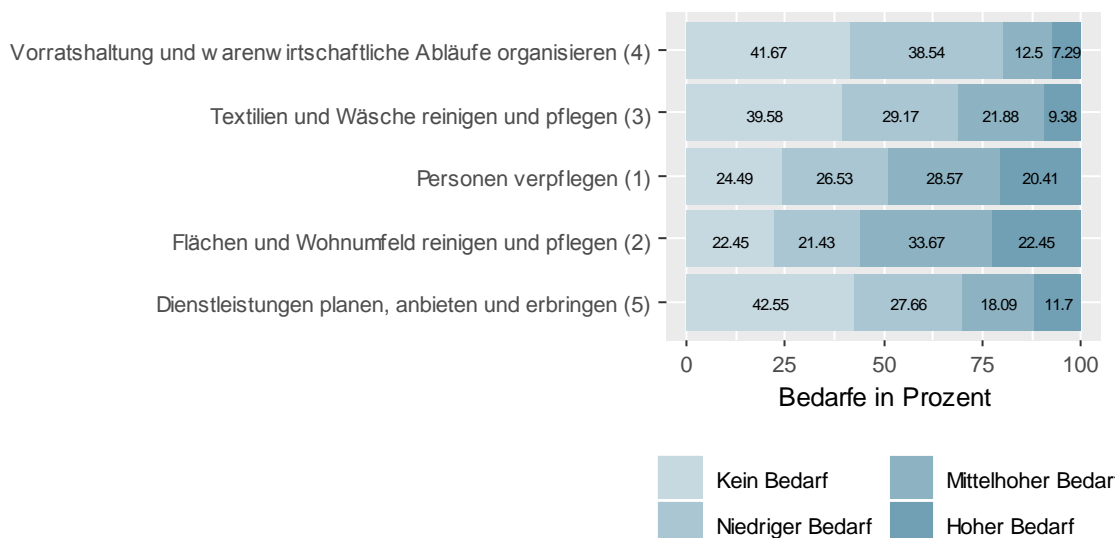 Vorratshaltung und warenwirtschaftliche Abläufe organisieren (4)
41.67 38.54 12.5 7.29
Textilien und Wäsche reinigen und pflegen (3)
39.58 29.17 21.88 9.38
Personen verpflegen (1)
24.49 26.53 28.57 20.41
Flächen und Wohnumfeld reinigen und pflegen (2)
22.45 21.43 33.67 22.45
Dienstleistungen planen, anbieten und erbringen (5)
42.55 27.66 18.09 11.7
0 25 50 75 100
Bedarfe in Prozent
Kein Bedarf Mittelhoher Bedar
Niedriger Bedarf Hoher Bedarf